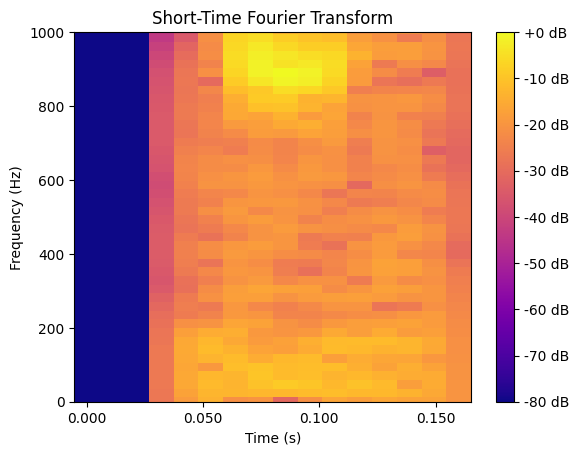 Short-Time Fourier Transform
Frequency (Hz)
1000
800
600
400
200
0
0.000
0.050
0.100
0.150
Time (s)
+0 dB
-10 dB
-20 dB
-30 dB
-40 dB
-50 dB
-60 dB
-70 dB
-80 dB